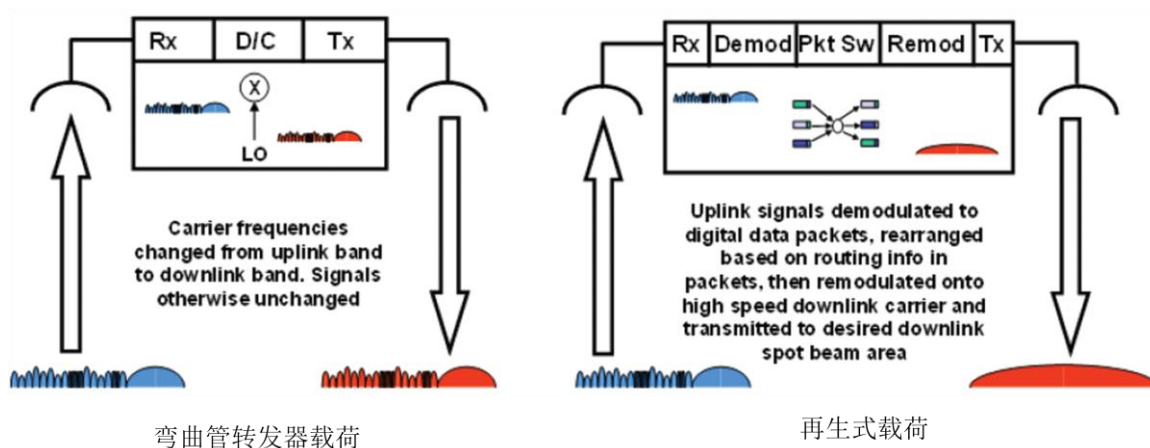 Rx D/C Tx
X
LO
Carrier frequencies
changed from uplink band
to downlink band. Signals
otherwise unchanged
弯曲管转发器载荷
Rx Demod Pkt Sw Remod Tx
Uplink signals demodulated to
digital data packets, rearranged
based on routing info in
packets, then remodulated onto
high speed downlink carrier and
transmitted to desired downlink
spot beam area
再生式载荷